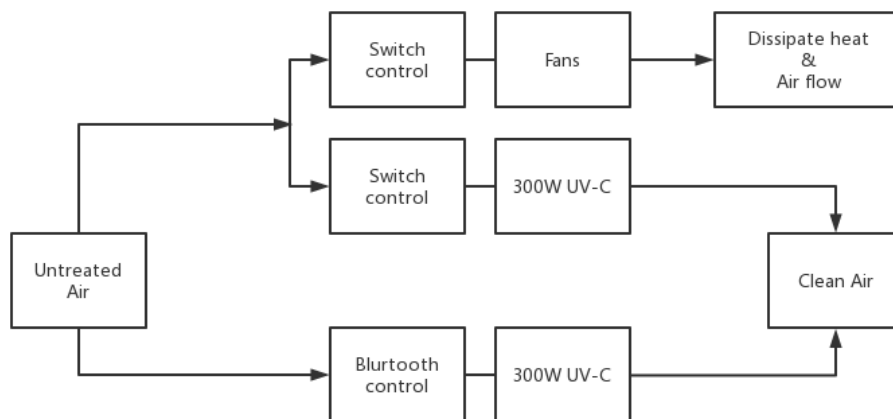 Switch
control
Fans
Dissipate heat
&
Air flow
Switch
control
300W UV-C
Untreated
Air
Clean Air
Blurtooth
control
300W UV-C